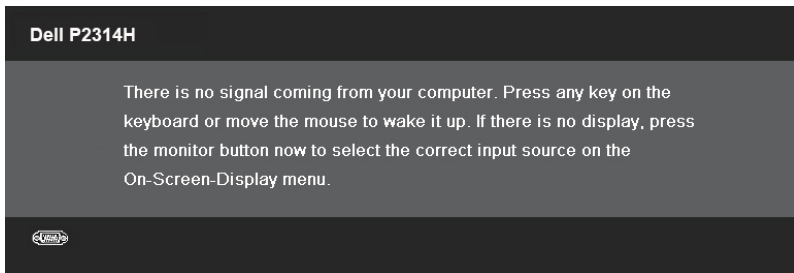 Dell P2314H
There is no signal coming from your computer. Press any key on the
keyboard or move the mouse to wake it up. If there is no display, press
the monitor button now to select the correct input source on the
On-Screen-Display menu.